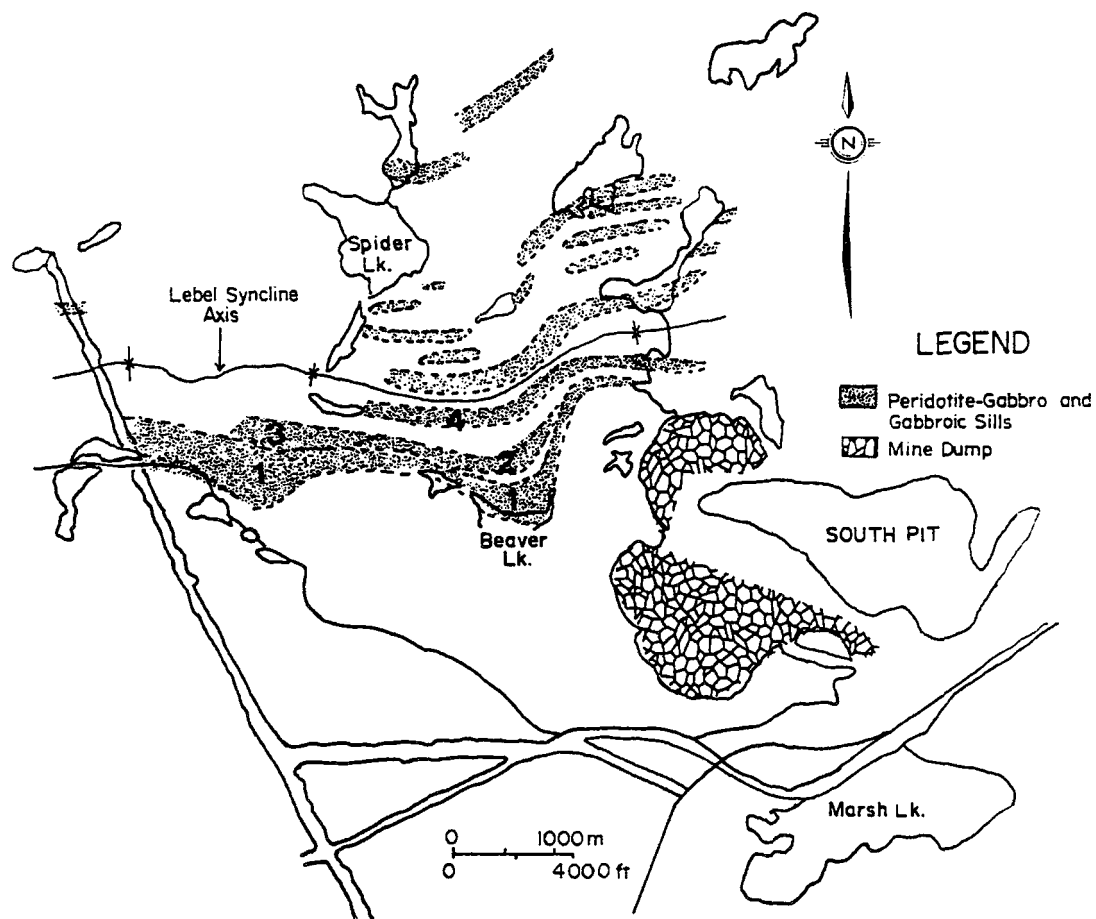 N
Spider
Lk.
Lebel Syncline
Axis
LEGEND
Peridotite-Gabbro and
Gabbroic Sills
Mine Dump
4
3
2
1
1
Beaver
Lk.
SOUTH PIT
Marsh Lk.
0 1000 m
0 4000 ft